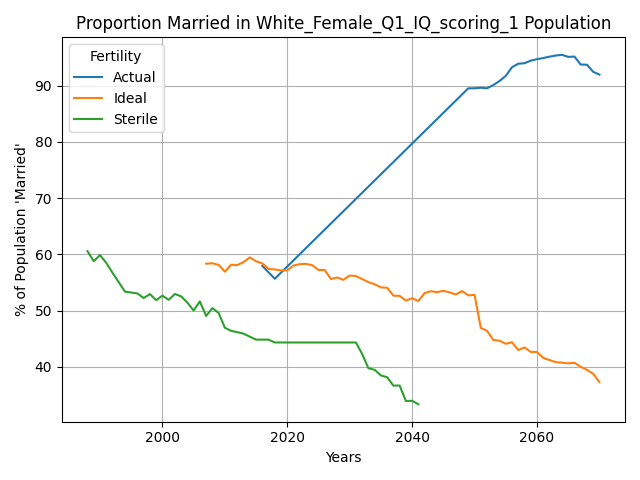 Proportion Married in White_Female_Q1_IQ_scoring_1 Population
Fertility
Actual
Ideal
Sterile
% of Population 'Married'
90
80
70
60
50
40
2000
2020
2040
2060
Years